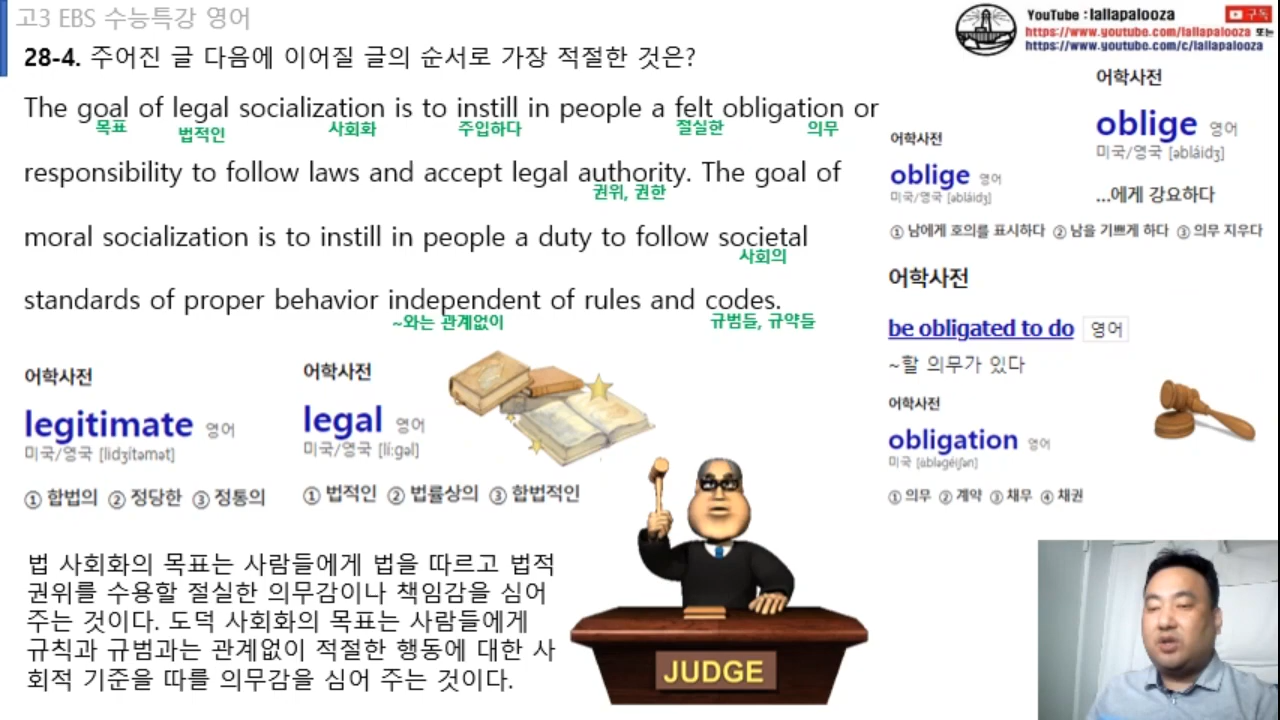 고3 EBS 수능특강 영어
YouTube : lallapalooza
구독
https://www.youtube.com/lallapalooza 또는
https://www.youtube.com/c/lallapalooza
28-4. 주어진 글 다음에 이어질 글의 순서로 가장 적절한 것은?
The goal of legal socialization is to instill in people a felt obligation or
목표 법적인 사회화 주입하다 절실한 의무
responsibility to follow laws and accept legal authority. The goal of
권위, 권한
moral socialization is to instill in people a duty to follow societal
사회의
standards of proper behavior independent of rules and codes.
~와는 관계없이 규범들, 규약들
어학사전
oblige 영어
미국/영국 [əbláidʒ]
…에게 강요하다
어학사전
oblige 영어
미국/영국 [əbláidʒ]
① 남에게 호의를 표시하다 ② 남을 기쁘게 하다 ③ 의무 지우다
어학사전
be obligated to do 영어
~할 의무가 있다
어학사전
obligation 영어
미국 [àbləgéiʃən]
① 의무 ② 계약 ③ 채무 ④ 채권
어학사전
legitimate 영어
미국/영국 [lidʒítəmət]
① 합법의 ② 정당한 ③ 정통의
어학사전
legal 영어
미국/영국 [líːgəl]
① 법적인 ② 법률상의 ③ 합법적인
법 사회화의 목표는 사람들에게 법을 따르고 법적
권위를 수용할 절실한 의무감이나 책임감을 심어
주는 것이다. 도덕 사회화의 목표는 사람들에게
규칙과 규범과는 관계없이 적절한 행동에 대한 사
회적 기준을 따를 의무감을 심어 주는 것이다.
JUDGE